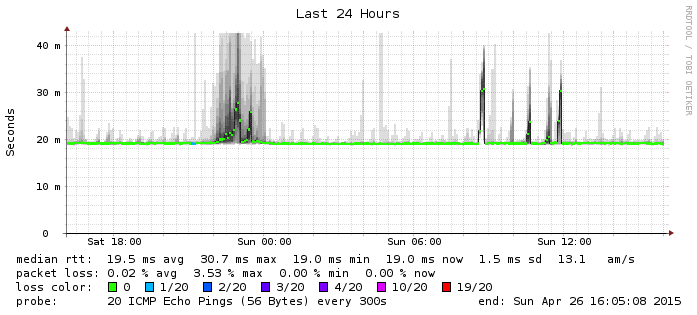 Last 24 Hours
RRDTOOL / TOBI OETIKER
Seconds
40 m
30 m
20 m
10 m
0
Sat 18:00 Sun 00:00 Sun 06:00 Sun 12:00
median rtt: 19.5 ms avg 30.7 ms max 19.0 ms min 19.0 ms now 1.5 ms sd 13.1 am/s
packet loss: 0.02 % avg 3.53 % max 0.00 % min 0.00 % now
loss color: 0 1/20 2/20 3/20 4/20 10/20 19/20
probe: 20 ICMP Echo Pings (56 Bytes) every 300s end: Sun Apr 26 16:05:08 2015